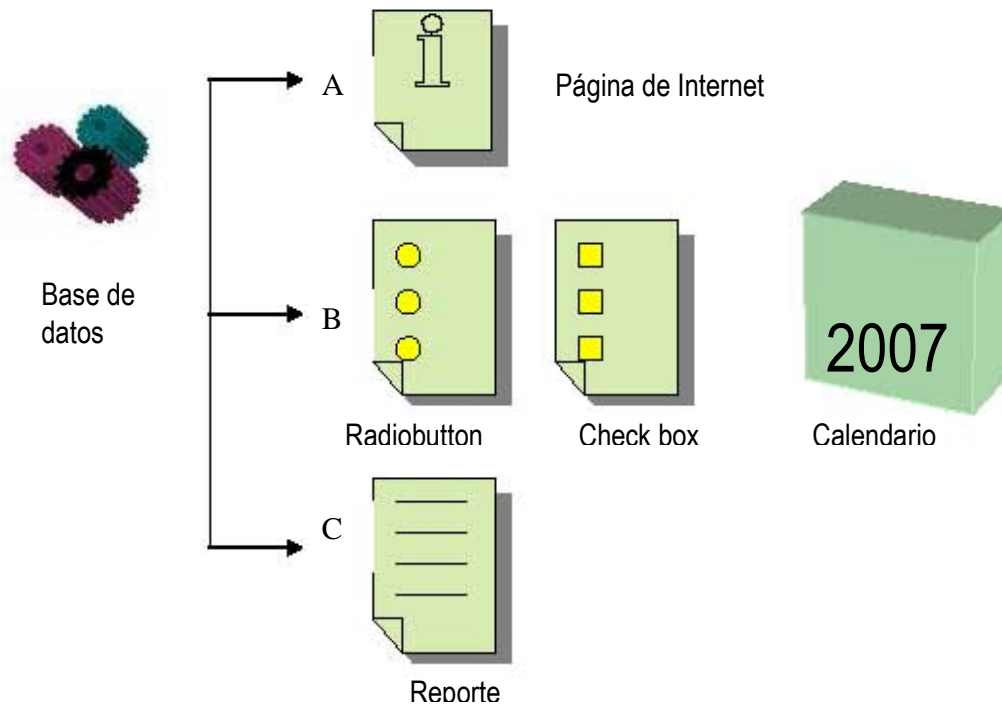 A
Página de Internet
Base de
datos
B
2007
Radiobutton
Check box
Calendario
C
Reporte